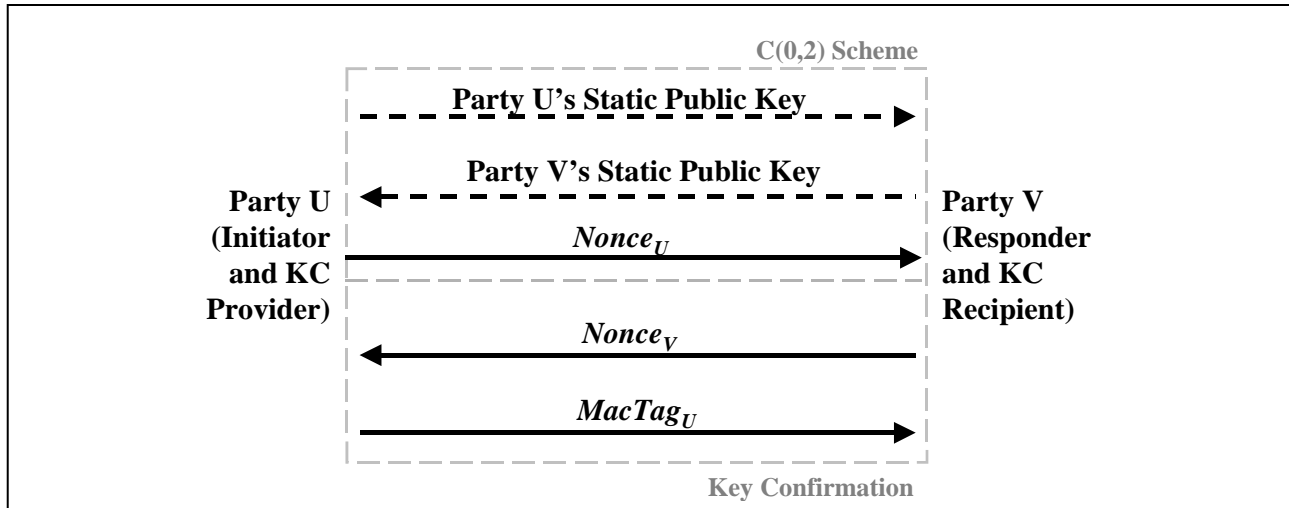 C(0,2) Scheme
Party U’s Static Public Key
Party V’s Static Public Key
Party U
(Initiator
and KC
Provider)
Nonce_U
Party V
(Responder
and KC
Recipient)
Nonce_V
MacTag_U
Key Confirmation